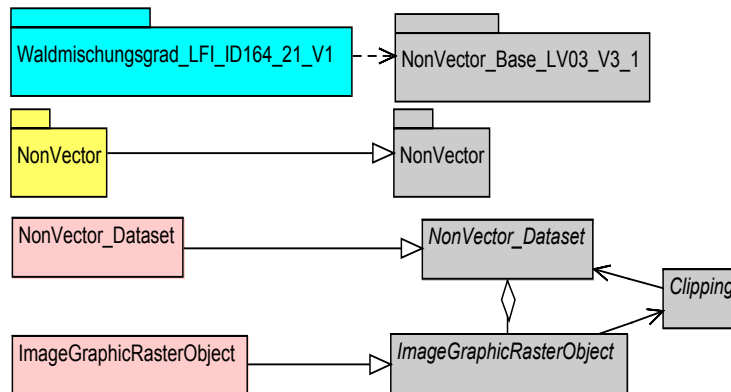 Waldmischungsgrad_LFI_ID164_21_V1
NonVector_Base_LV03_V3_1
NonVector
NonVector
NonVector_Dataset
NonVector_Dataset
Clipping
ImageGraphicRasterObject
ImageGraphicRasterObject